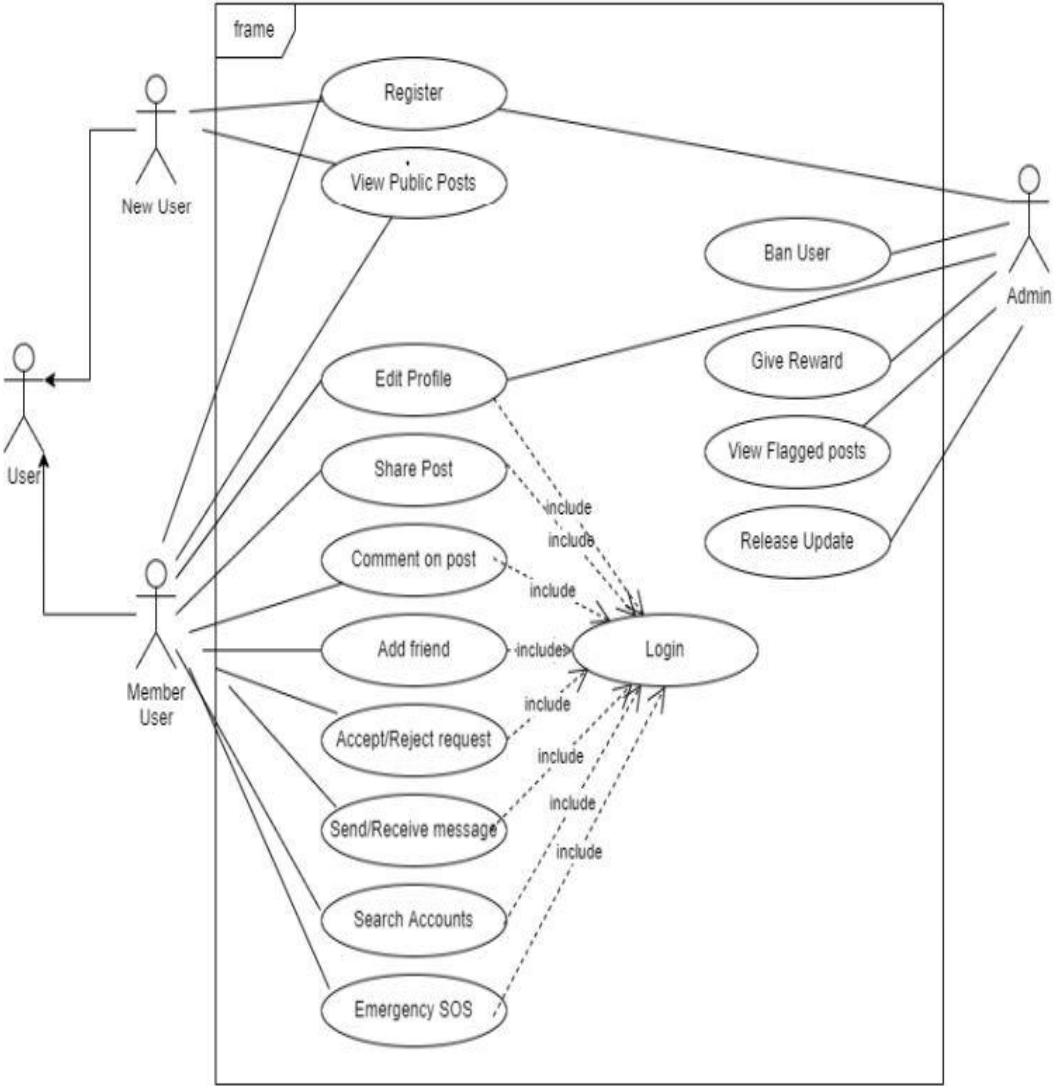 frame
Register
New User
View Public Posts
Ban User
Admin
Edit Profile
Give Reward
User
Share Post
View Flagged posts
include
include
Release Update
Comment on post
include
Member
User
Add friend
include
Login
Accept/Reject request
include
Send/Receive message
include
include
Search Accounts
include
Emergency SOS